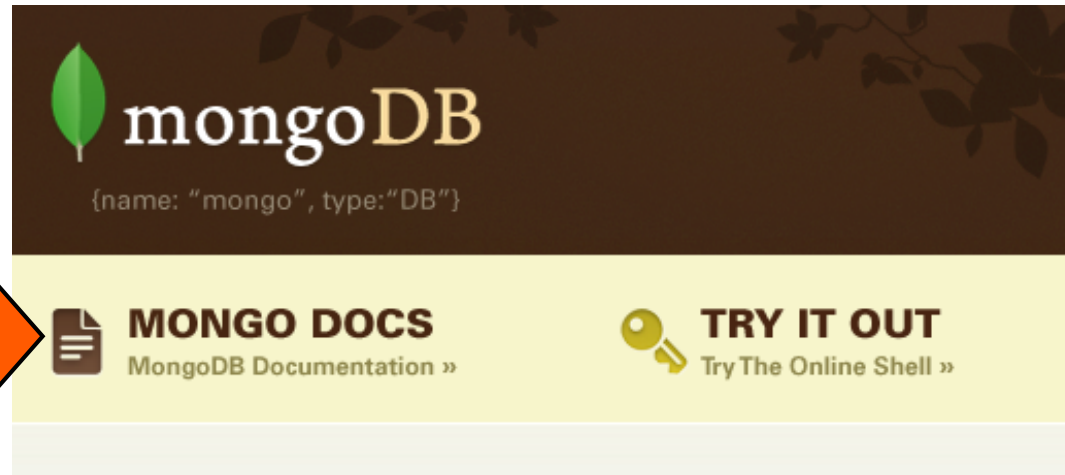 mongoDB
{name: “mongo”, type:“DB”}
MONGO DOCS
MongoDB Documentation »
TRY IT OUT
Try The Online Shell »